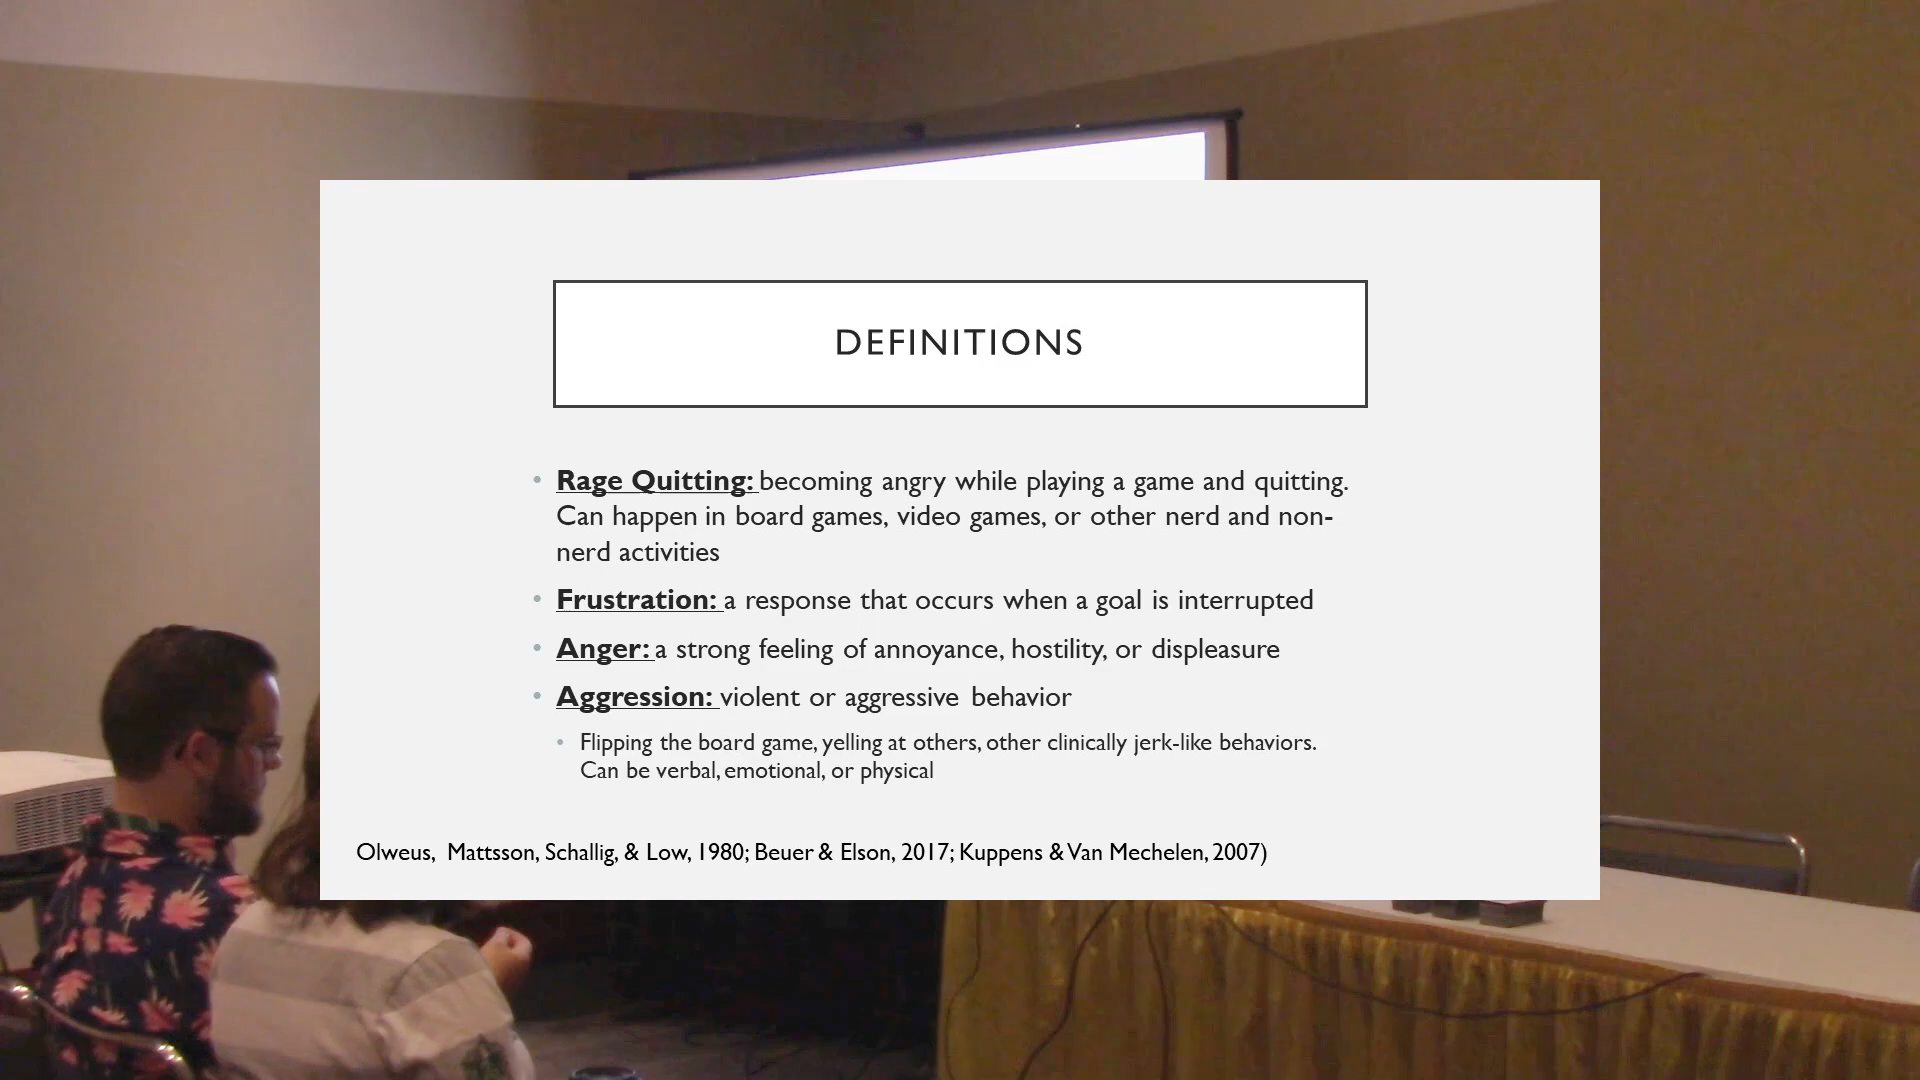 DEFINITIONS
• Rage Quitting: becoming angry while playing a game and quitting.
Can happen in board games, video games, or other nerd and non-
nerd activities
• Frustration: a response that occurs when a goal is interrupted
• Anger: a strong feeling of annoyance, hostility, or displeasure
• Aggression: violent or aggressive behavior
• Flipping the board game, yelling at others, other clinically jerk-like behaviors.
Can be verbal, emotional, or physical
Olweus, Mattsson, Schallig, & Low, 1980; Beuer & Elson, 2017; Kuppens & Van Mechelen, 2007)